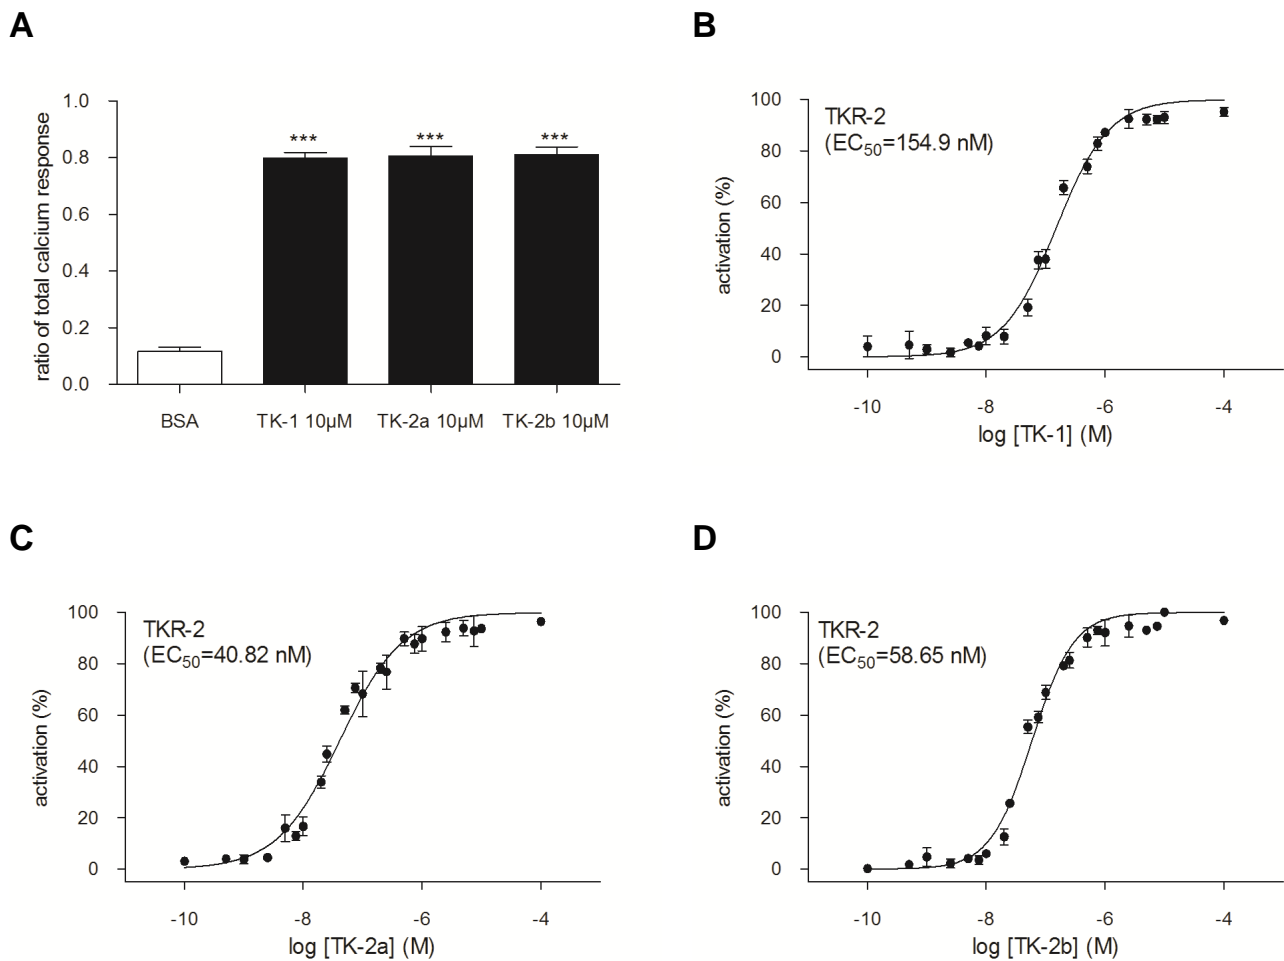 A
ratio of total calcium response
1.0
0.8
0.6
0.4
0.2
0.0
***
***
***
BSA
TK-1 10µM
TK-2a 10µM
TK-2b 10µM
B
activation (%)
100
80
60
40
20
0
TKR-2
(EC50=154.9 nM)
-10
-8
-6
-4
log [TK-1] (M)
C
activation (%)
100
80
60
40
20
0
TKR-2
(EC50=40.82 nM)
-10
-8
-6
-4
log [TK-2a] (M)
D
activation (%)
100
80
60
40
20
0
TKR-2
(EC50=58.65 nM)
-10
-8
-6
-4
log [TK-2b] (M)